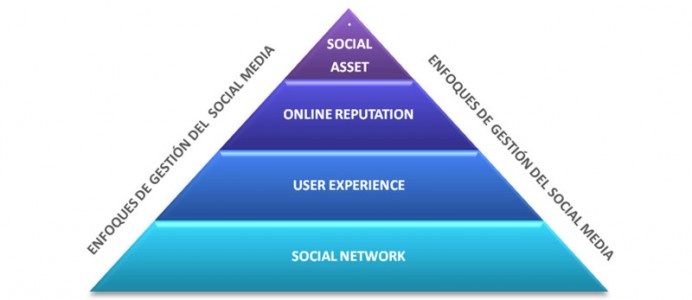 SOCIAL
ASSET
ONLINE REPUTATION
USER EXPERIENCE
SOCIAL NETWORK
ENFOQUES DE GESTIÓN DEL SOCIAL MEDIA
ENFOQUES DE GESTIÓN DEL SOCIAL MEDIA